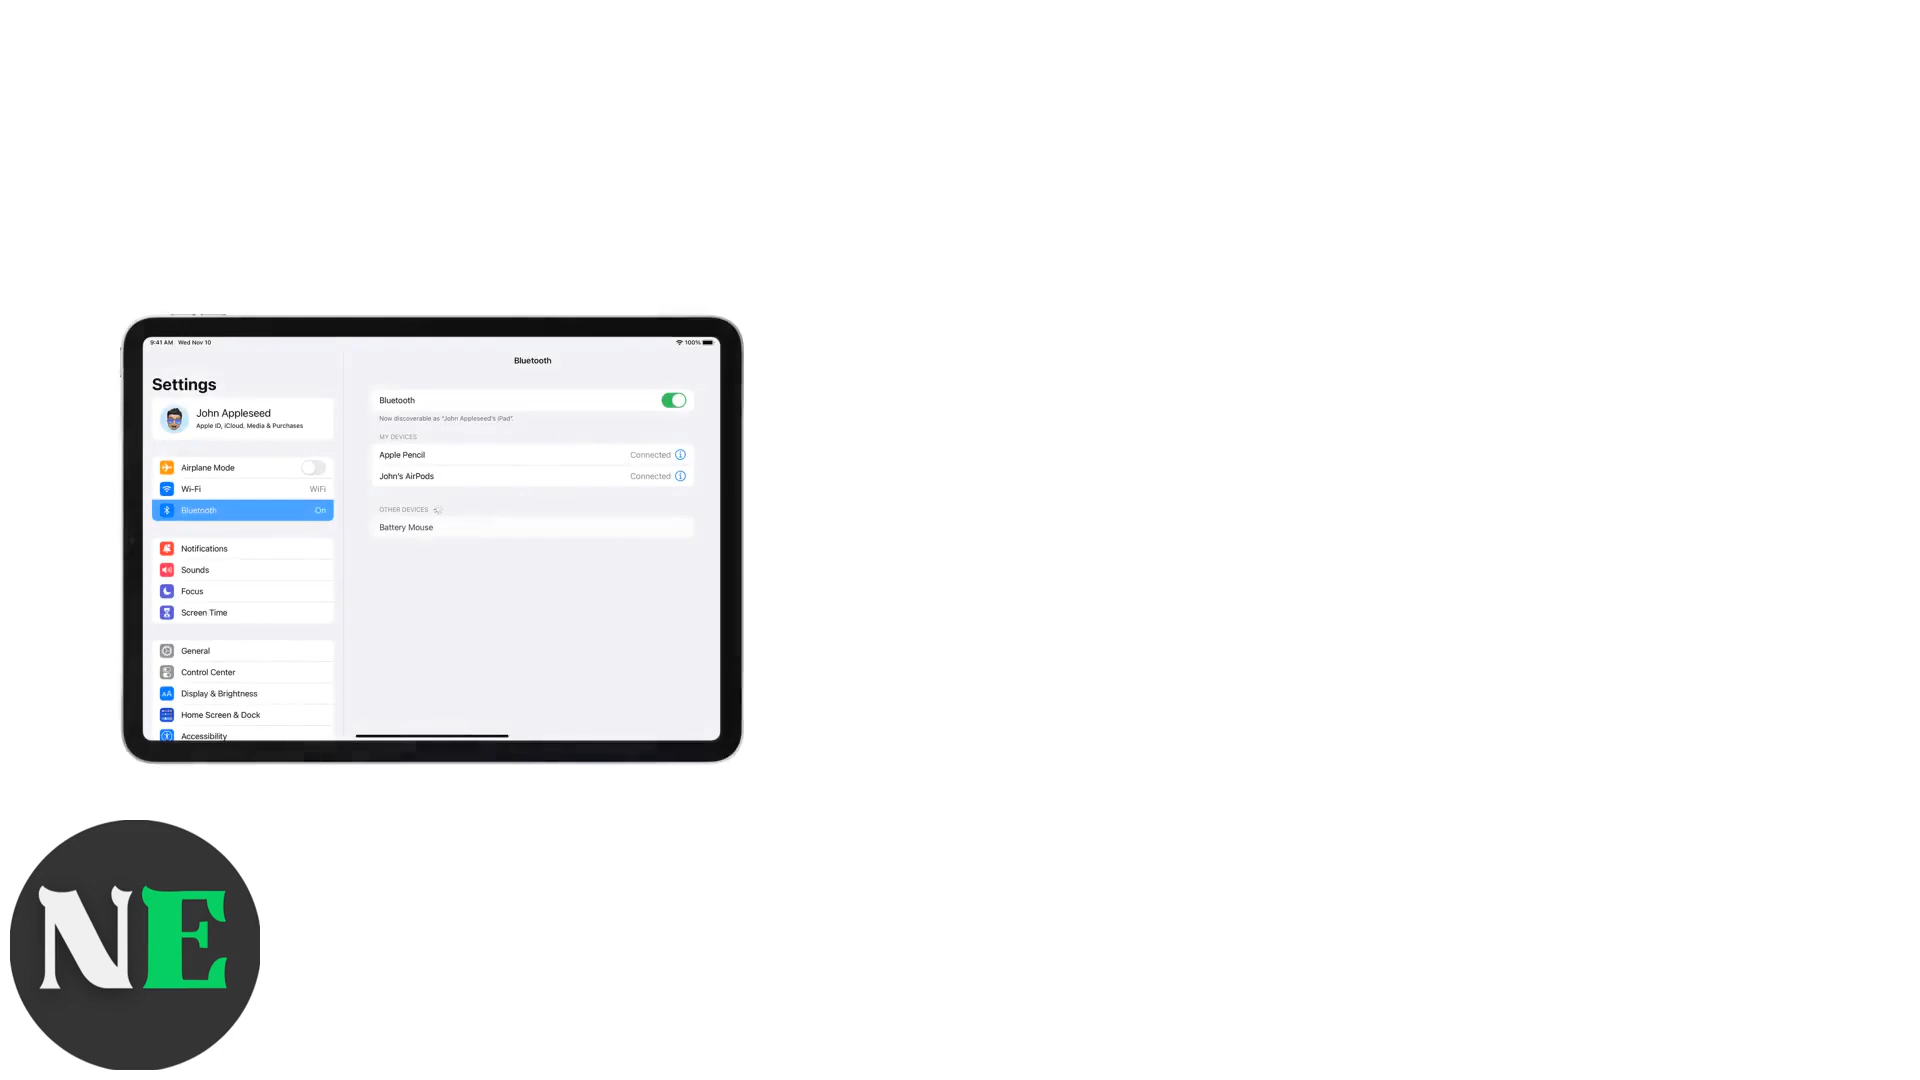 9:41 AM Wed Nov 10
100%
Settings
John Appleseed
Apple ID, iCloud, Media & Purchases
Airplane Mode
Wi-Fi WiFi
Bluetooth On
Notifications
Sounds
Focus
Screen Time
General
Control Center
Display & Brightness
Home Screen & Dock
Accessibility
Bluetooth
Bluetooth
Now discoverable as "John Appleseed's iPad".
MY DEVICES
Apple Pencil Connected
John's AirPods Connected
OTHER DEVICES
Battery Mouse
NE